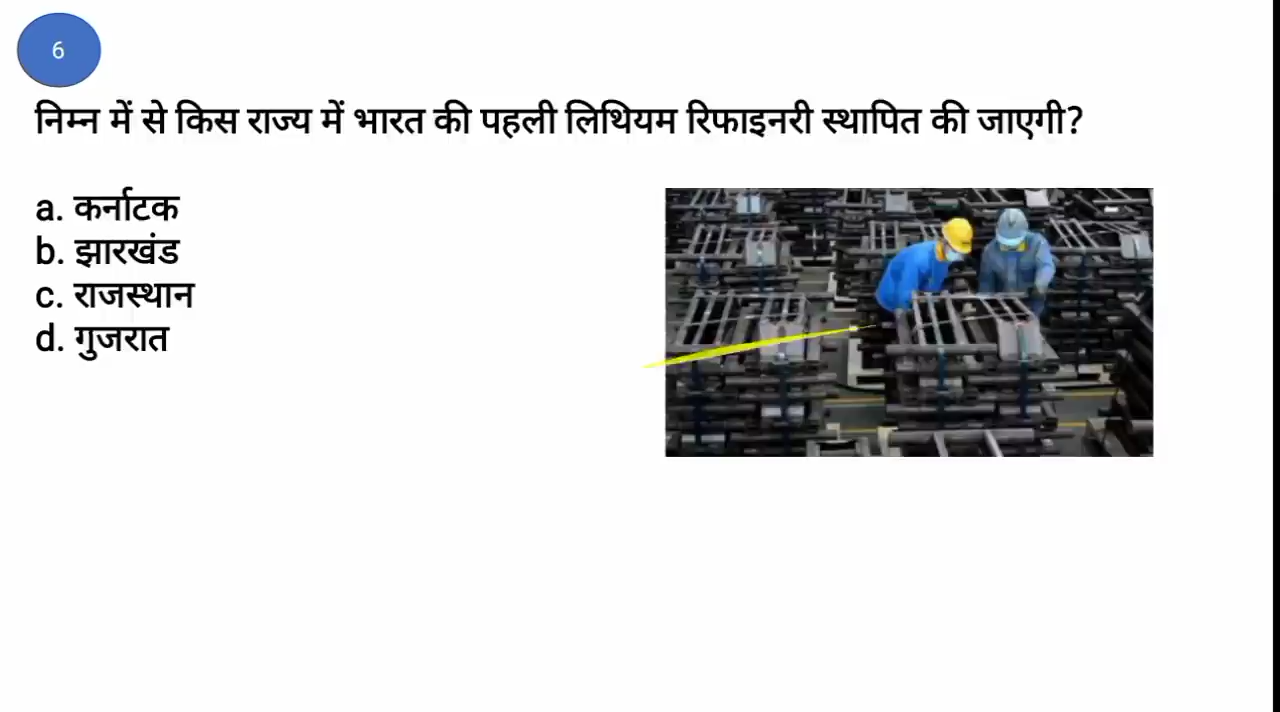 6
निम्न में से किस राज्य में भारत की पहली लिथियम रिफाइनरी स्थापित की जाएगी?
a. कर्नाटक
b. झारखंड
c. राजस्थान
d. गुजरात